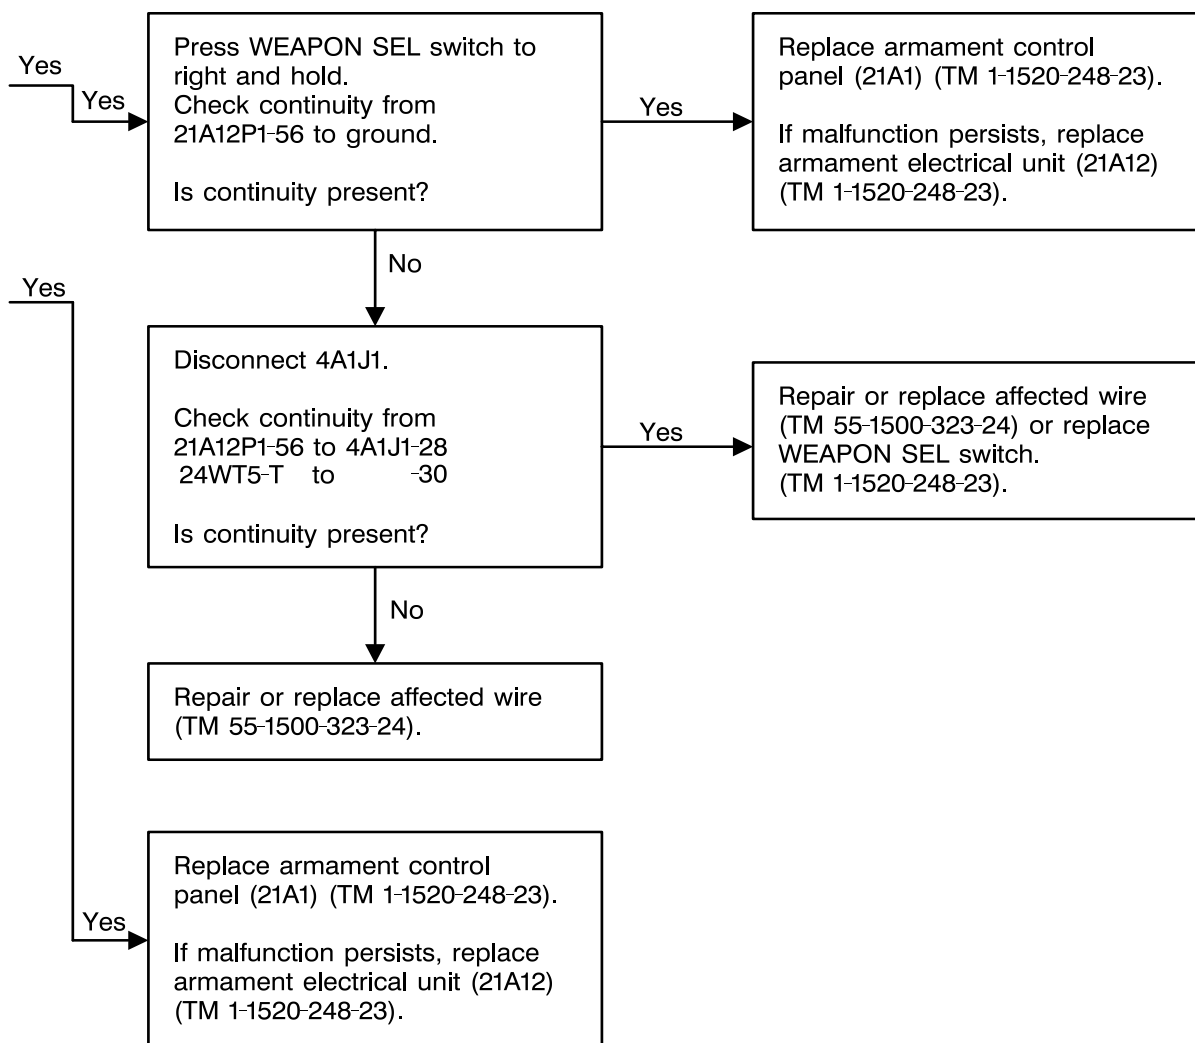 Yes
Yes
Press WEAPON SEL switch to
right and hold.
Check continuity from
21A12P1-56 to ground.
Is continuity present?
Yes
Replace armament control
panel (21A1) (TM 1-1520-248-23).
If malfunction persists, replace
armament electrical unit (21A12)
(TM 1-1520-248-23).
No
Yes
Disconnect 4A1J1.
Check continuity from
21A12P1-56 to 4A1J1-28
24WT5-T to -30
Is continuity present?
Yes
Repair or replace affected wire
(TM 55-1500-323-24) or replace
WEAPON SEL switch.
(TM 1-1520-248-23).
No
Repair or replace affected wire
(TM 55-1500-323-24).
Yes
Replace armament control
panel (21A1) (TM 1-1520-248-23).
If malfunction persists, replace
armament electrical unit (21A12)
(TM 1-1520-248-23).